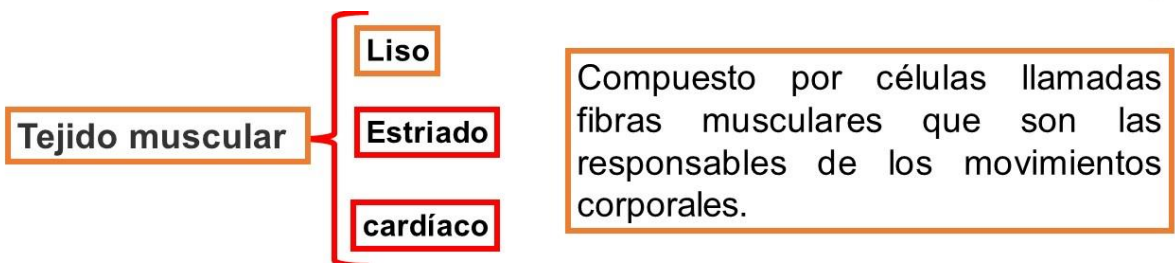 Tejido muscular
Liso
Estriado
cardíaco
Compuesto por células llamadas
fibras musculares que son las
responsables de los movimientos
corporales.